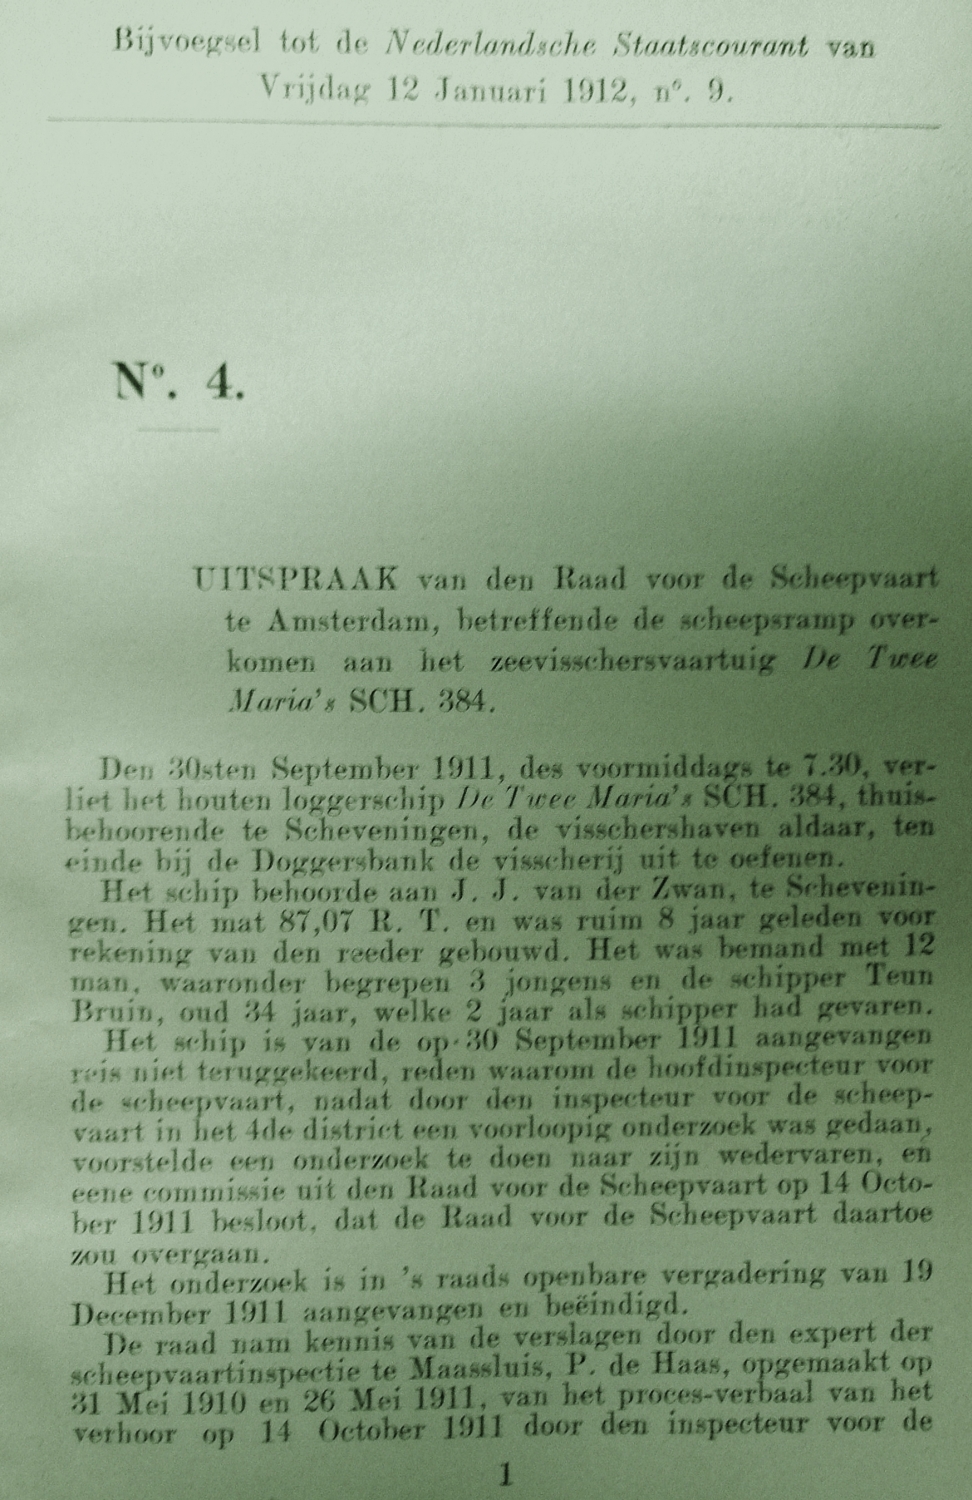 Bijvoegsel tot de Nederlandsche Staatscourant van
Vrijdag 12 Januari 1912, nº. 9.
Nº. 4.
UITSPRAAK van den Raad voor de Scheepvaart
te Amsterdam, betreffende de scheepsramp over-
komen aan het zeevisschersvaartuig De Twee
Maria's SCH. 384.
Den 30sten September 1911, des voormiddags te 7.30, ver-
liet het houten loggerschip De Twee Maria's SCH. 384, thuis-
behoorende te Scheveningen, de visschershaven aldaar, ten
einde bij de Doggersbank de visscherij uit te oefenen.
Het schip behoorde aan J. J. van der Zwan, te Schevenin-
gen. Het mat 87,07 R. T. en was ruim 8 jaar geleden voor
rekening van den reeder gebouwd. Het was bemand met 12
man, waaronder begrepen 3 jongens en de schipper Teun
Bruin, oud 34 jaar, welke 2 jaar als schipper had gevaren.
Het schip is van de op 30 September 1911 aangevangen
reis niet teruggekeerd, reden waarom de hoofdinspecteur voor
de scheepvaart, nadat door den inspecteur voor de scheep-
vaart in het 4de district een voorloopig onderzoek was gedaan,
voorstelde een onderzoek te doen naar zijn wedervaren, en
eene commissie uit den Raad voor de Scheepvaart op 14 Octo-
ber 1911 besloot, dat de Raad voor de Scheepvaart daartoe
zou overgaan.
Het onderzoek is in 's raads openbare vergadering van 19
December 1911 aangevangen en beëindigd.
De raad nam kennis van de verslagen door den expert der
scheepvaartinspectie te Maassluis, P. de Haas, opgemaakt op
31 Mei 1910 en 26 Mei 1911, van het proces-verbaal van het
verhoor op 14 October 1911 door den inspecteur voor de
1